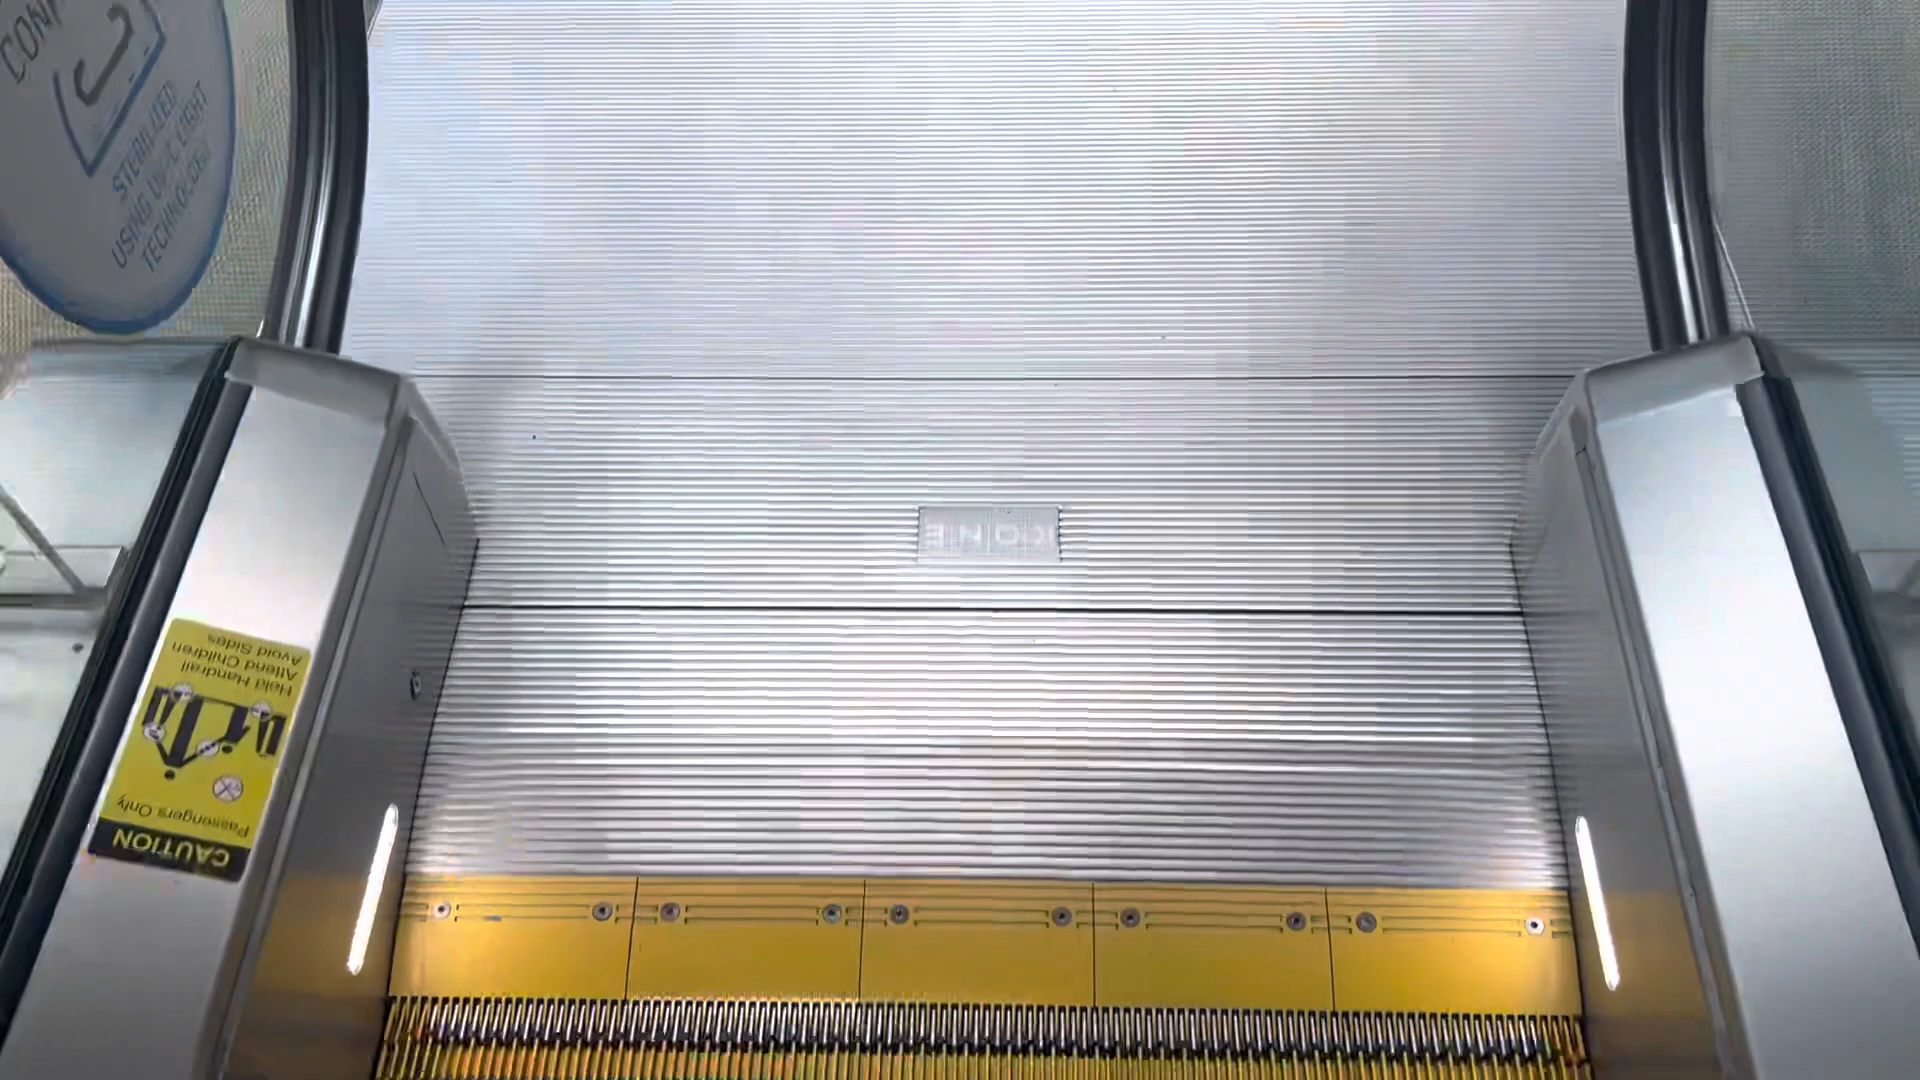 STERILIZED
USING UV-C LIGHT
TECHNOLOGY
KONE
CAUTION
Passengers Only
Hold Handrail
Attend Children
Avoid Sides